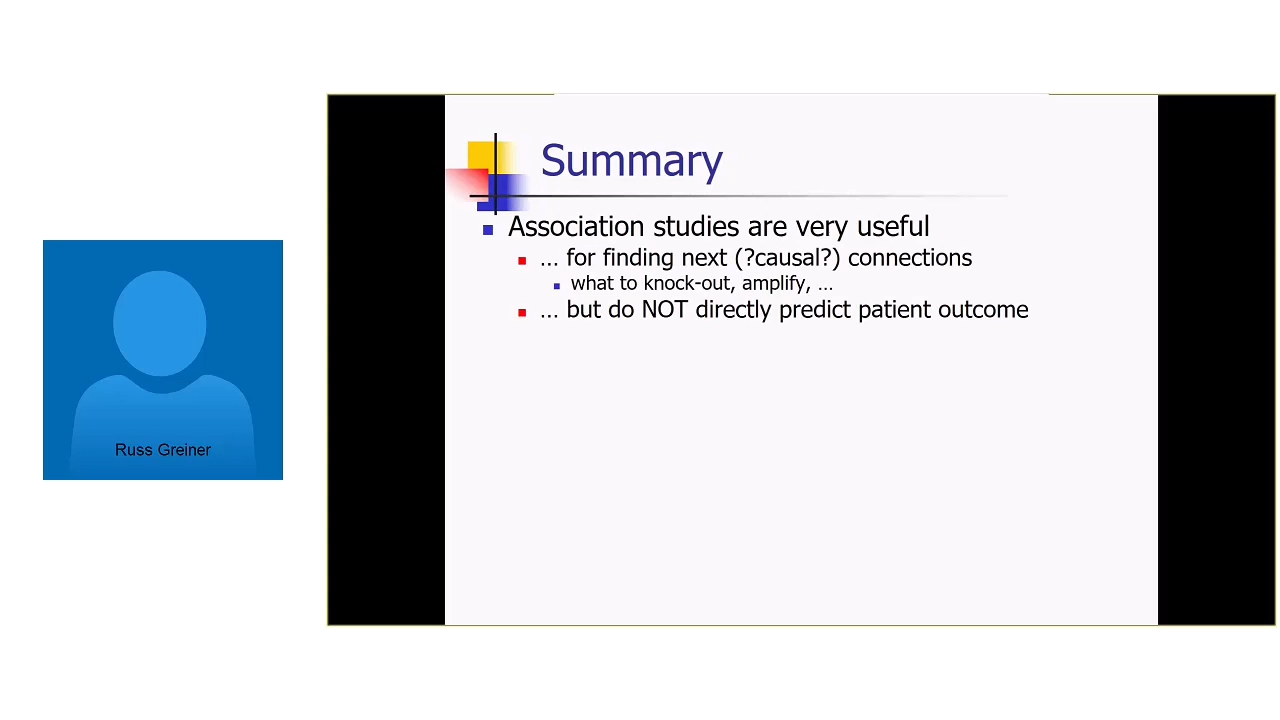 Summary
Association studies are very useful
… for finding next (?causal?) connections
what to knock-out, amplify, …
… but do NOT directly predict patient outcome
Russ Greiner